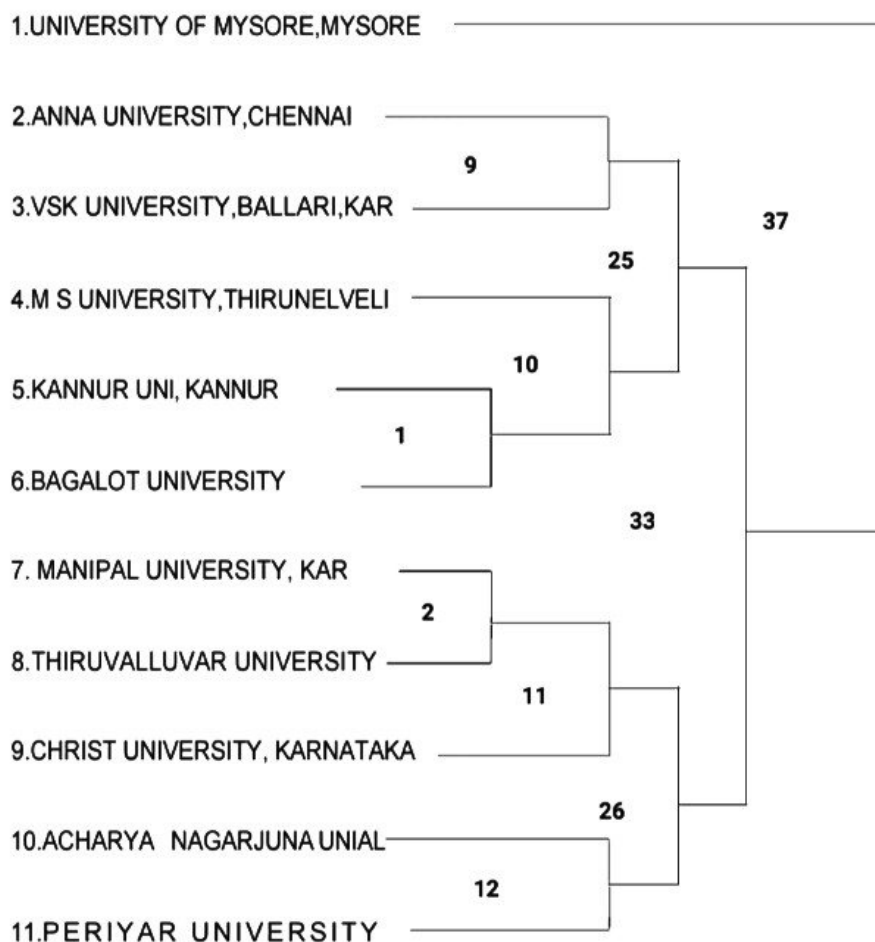 1.UNIVERSITY OF MYSORE,MYSORE
2.ANNA UNIVERSITY,CHENNAI
9
3.VSK UNIVERSITY,BALLARI,KAR
37
25
4.M S UNIVERSITY,THIRUNELVELI
10
5.KANNUR UNI, KANNUR
1
6.BAGALOT UNIVERSITY
33
7. MANIPAL UNIVERSITY, KAR
2
8.THIRUVALLUVAR UNIVERSITY
11
9.CHRIST UNIVERSITY, KARNATAKA
26
10.ACHARYA NAGARJUNA UNIAL
12
11.PERIYAR UNIVERSITY